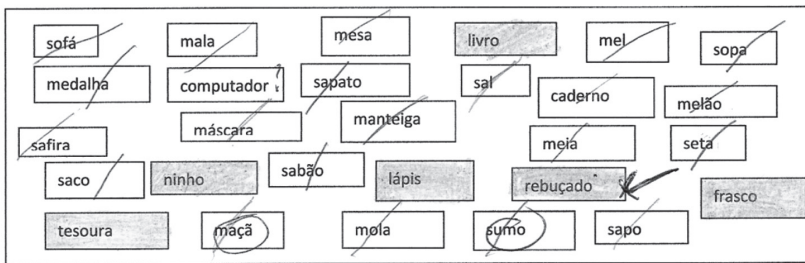 sofá mala mesa livro mel sopa
medalha computador ? sapato sal caderno melão
safira máscara manteiga meia seta
saco ninho sabão lápis rebuçado frasco
tesoura maçã mola sumo sapo